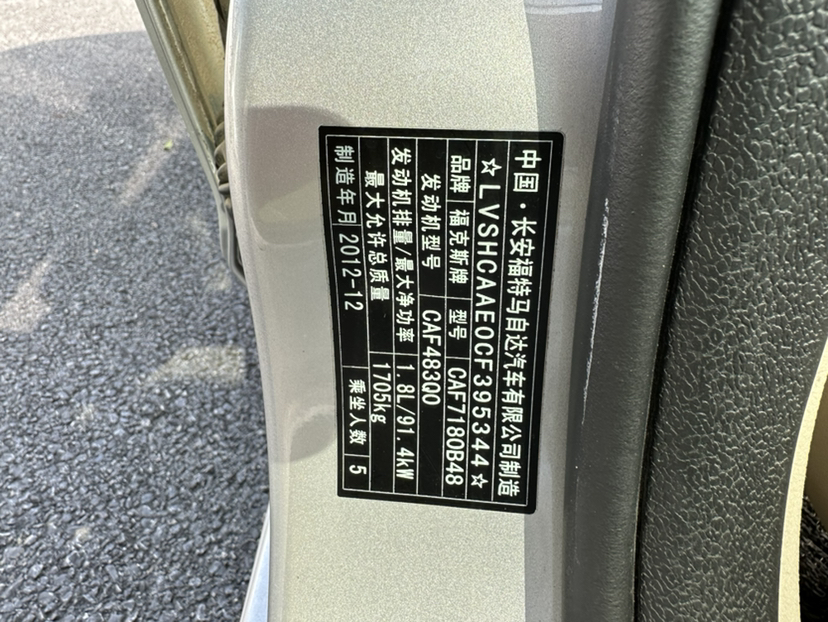 中国·长安福特马自达汽车有限公司制造
☆LVSHCAAE0CF395344☆
品牌 福克斯牌 型号 CAF7180B48
发动机型号 CAF48300
发动机排量/最大净功率 1.8L/91.4kW
最大允许总质量 1705kg
制造年月 2012-12 乘坐人数 5